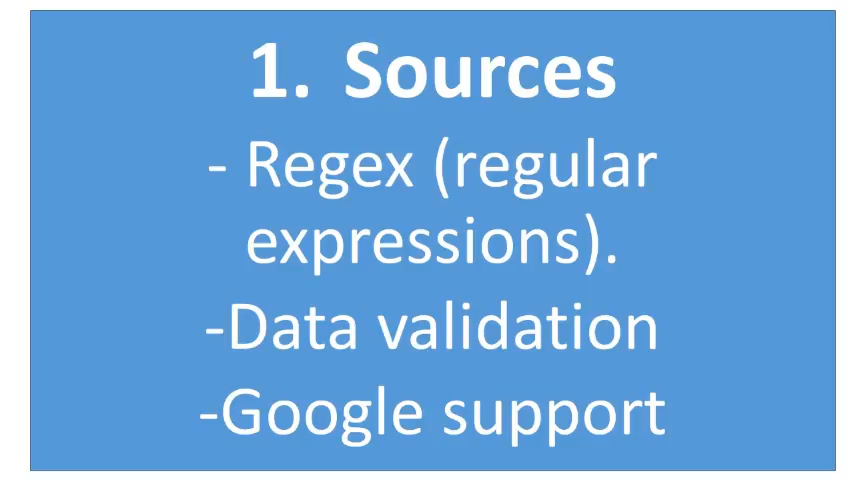 1. Sources
- Regex (regular
expressions).
-Data validation
-Google support